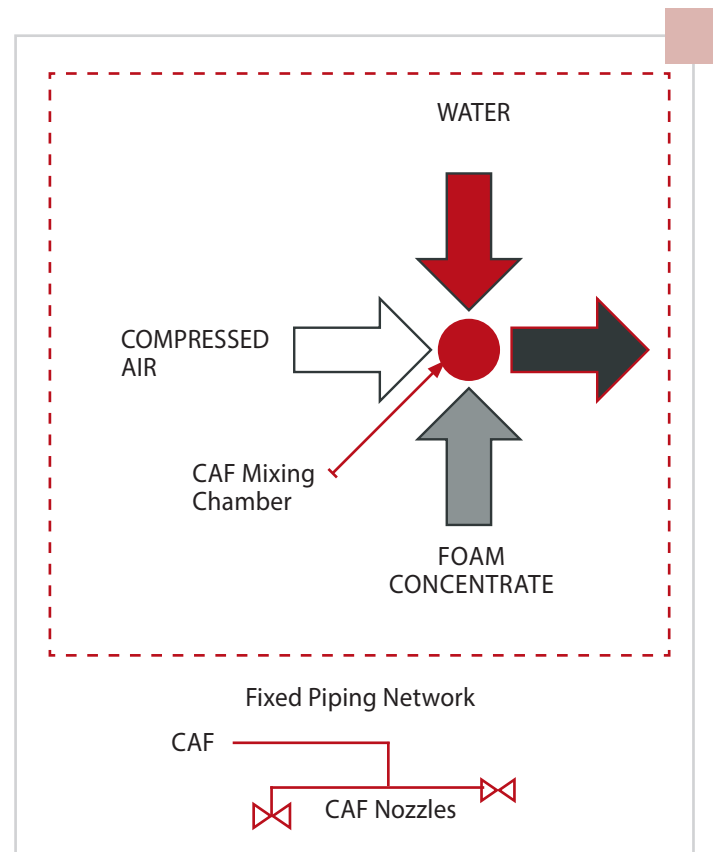 WATER
COMPRESSED
AIR
CAF Mixing
Chamber
FOAM
CONCENTRATE
Fixed Piping Network
CAF
CAF Nozzles